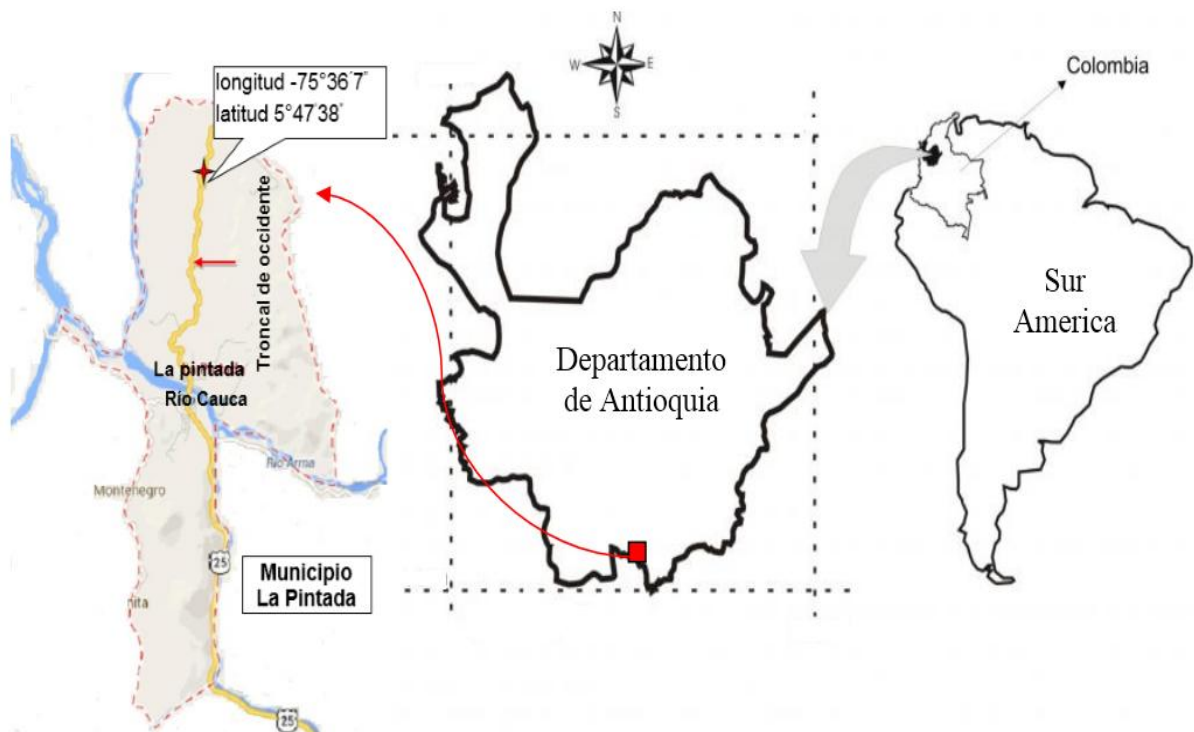 longitud -75°36´7"
latitud 5°47´38"
Troncal de occidente
La pintada
Río Cauca
Río Arma
Montenegro
25
Municipio
La Pintada
25
N
W
E
S
Departamento
de Antioquia
Colombia
Sur
America